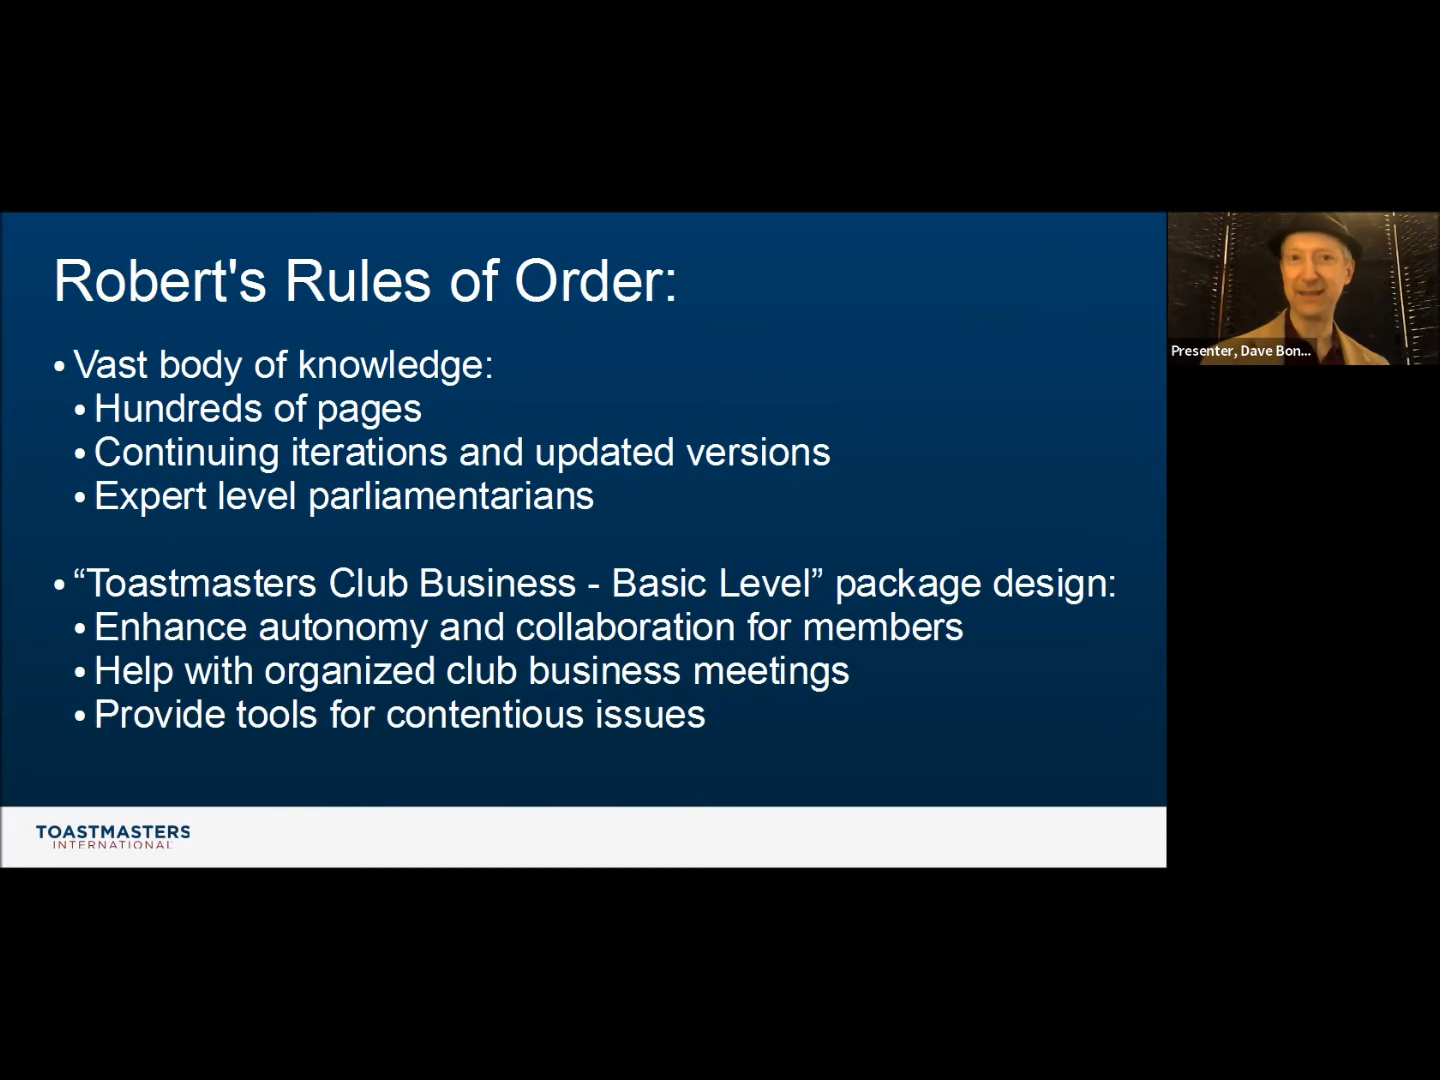 Robert's Rules of Order:
• Vast body of knowledge:
• Hundreds of pages
• Continuing iterations and updated versions
• Expert level parliamentarians
• “Toastmasters Club Business - Basic Level” package design:
• Enhance autonomy and collaboration for members
• Help with organized club business meetings
• Provide tools for contentious issues
TOASTMASTERS
INTERNATIONAL
Presenter, Dave Bon...